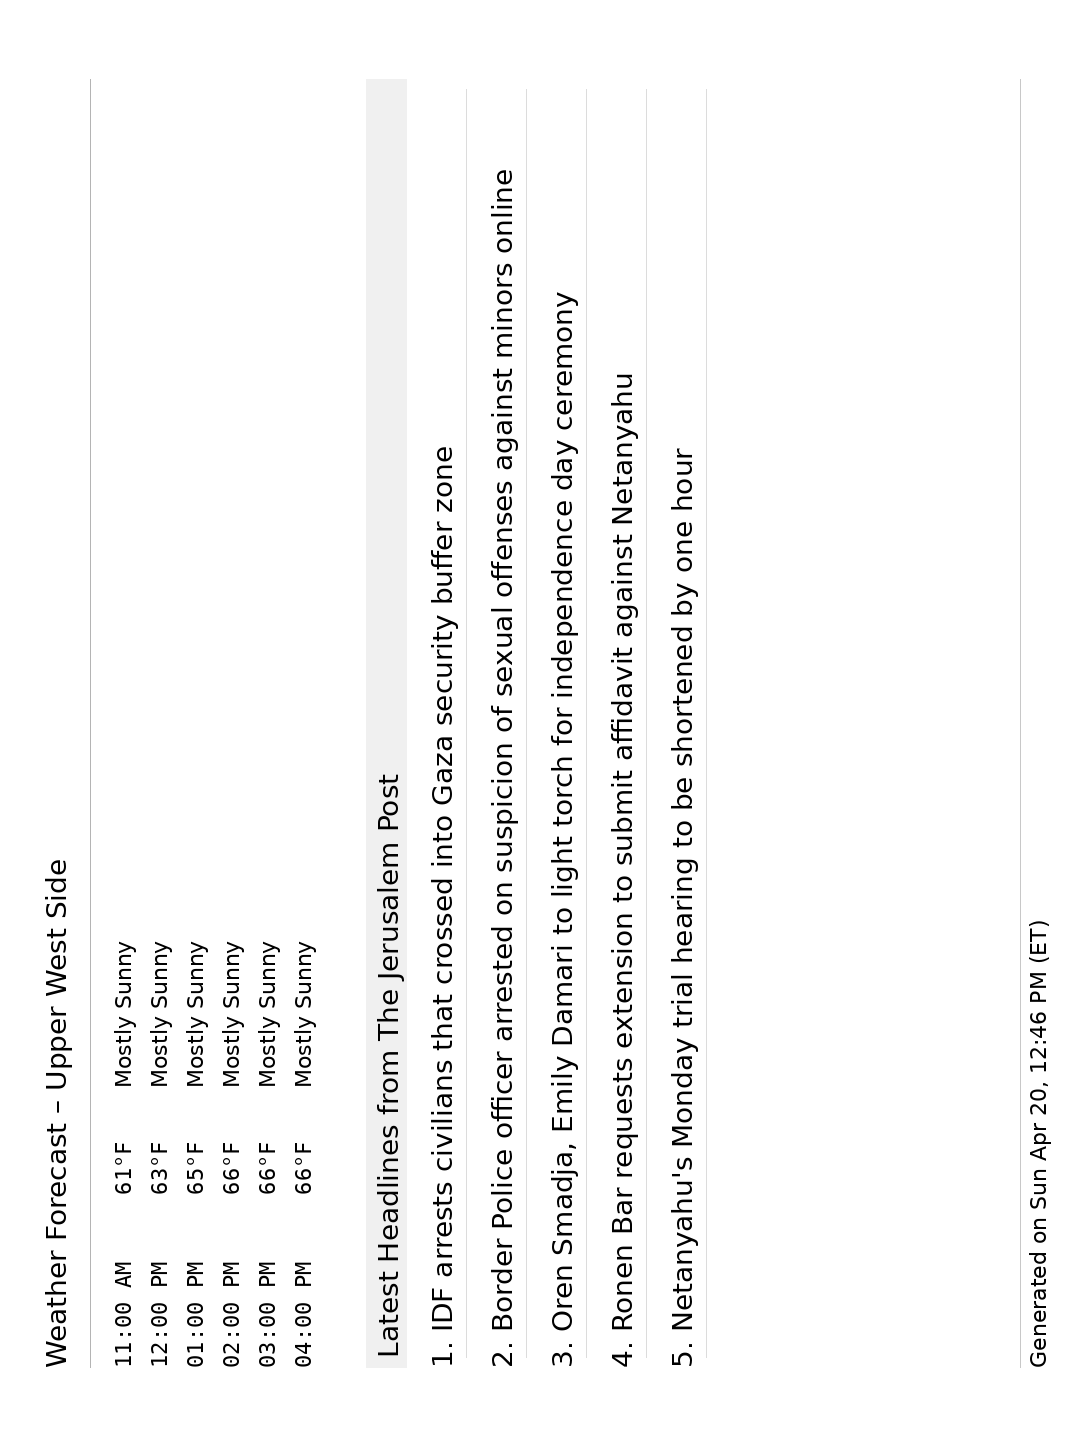 Weather Forecast – Upper West Side
11:00 AM 61°F Mostly Sunny
12:00 PM 63°F Mostly Sunny
01:00 PM 65°F Mostly Sunny
02:00 PM 66°F Mostly Sunny
03:00 PM 66°F Mostly Sunny
04:00 PM 66°F Mostly Sunny
Latest Headlines from The Jerusalem Post
1. IDF arrests civilians that crossed into Gaza security buffer zone
2. Border Police officer arrested on suspicion of sexual offenses against minors online
3. Oren Smadja, Emily Damari to light torch for independence day ceremony
4. Ronen Bar requests extension to submit affidavit against Netanyahu
5. Netanyahu's Monday trial hearing to be shortened by one hour
Generated on Sun Apr 20, 12:46 PM (ET)